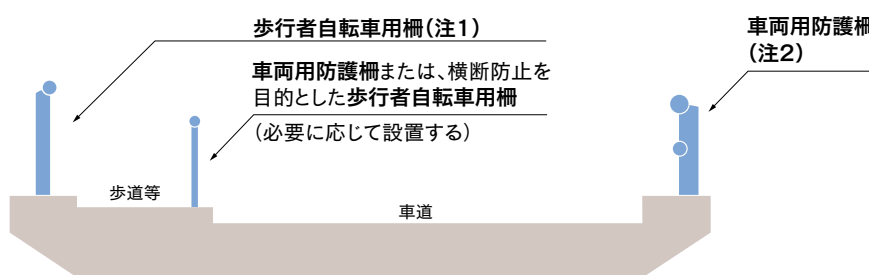 歩行者自転車用柵(注1)
車両用防護柵または、横断防止を
目的とした歩行者自転車用柵
(必要に応じて設置する)
車両用防護柵
(注2)
歩道等
車道